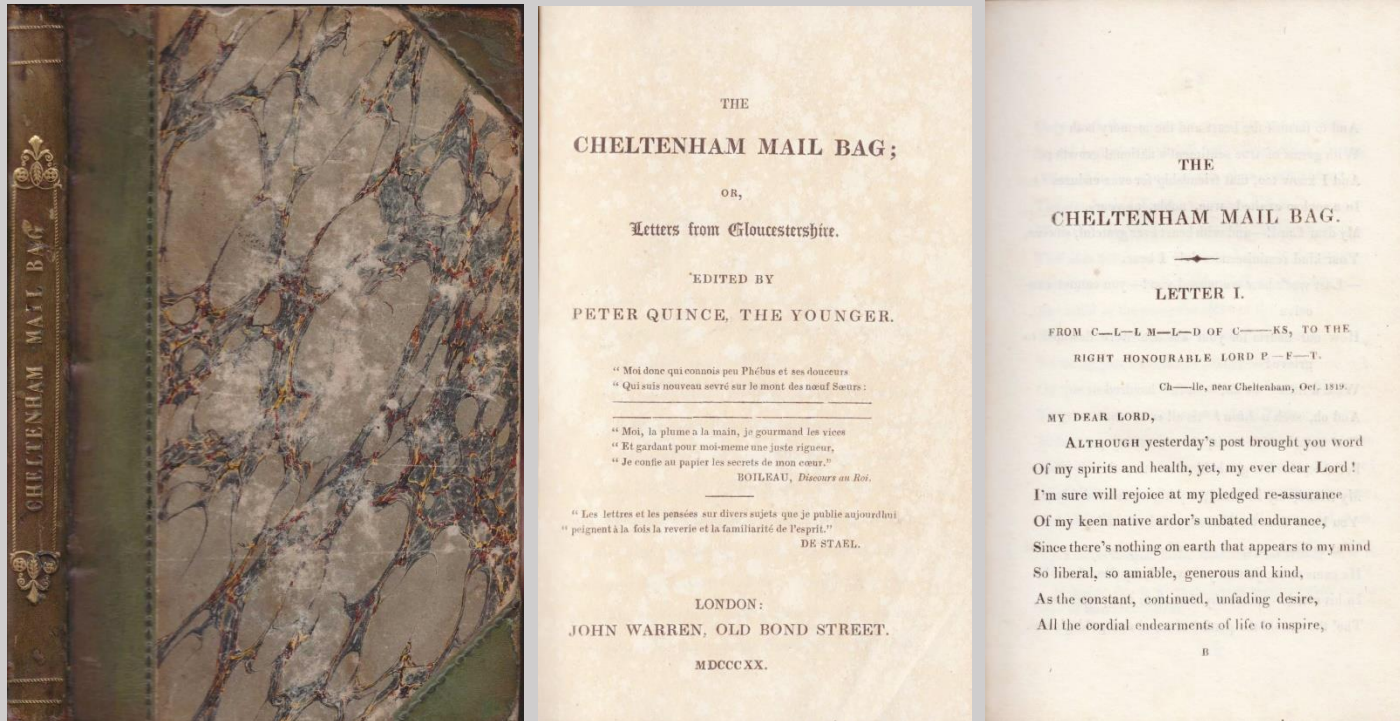 CHELTENHAM MAIL BAG
THE
CHELTENHAM MAIL BAG;
OR,
Letters from Gloucestershire.
EDITED BY
PETER QUINCE, THE YOUNGER.
“ Moi donc qui connois peu Phébus et ses douceurs
“ Qui suis nouveau sevré sur le mont des nœuf Sœurs :
“ Moi, la plume a la main, je gourmand les vices
“ Et gardant pour moi-meme une juste rigueur,
“ Je confie au papier les secrets de mon cœur.”
BOILEAU, Discours au Roi.
“ Les lettres et les pensées sur divers sujets que je publie aujourdhui
“ peignent à la fois la reverie et la familiarité de l'esprit.”
DE STAEL.
LONDON:
JOHN WARREN, OLD BOND STREET.
MDCCCXX.
THE
CHELTENHAM MAIL BAG.
LETTER I.
FROM C—L—L M—L—D OF C——KS, TO THE
RIGHT HONOURABLE LORD P—F—T.
Ch——lle, near Cheltenham, Oct. 1819.
MY DEAR LORD,
ALTHOUGH yesterday's post brought you word
Of my spirits and health, yet, my ever dear Lord !
I'm sure will rejoice at my pledged re-assurance
Of my keen native ardor's unbated endurance,
Since there's nothing on earth that appears to my mind
So liberal, so amiable, generous and kind,
As the constant, continued, unfading desire,
All the cordial endearments of life to inspire,
B